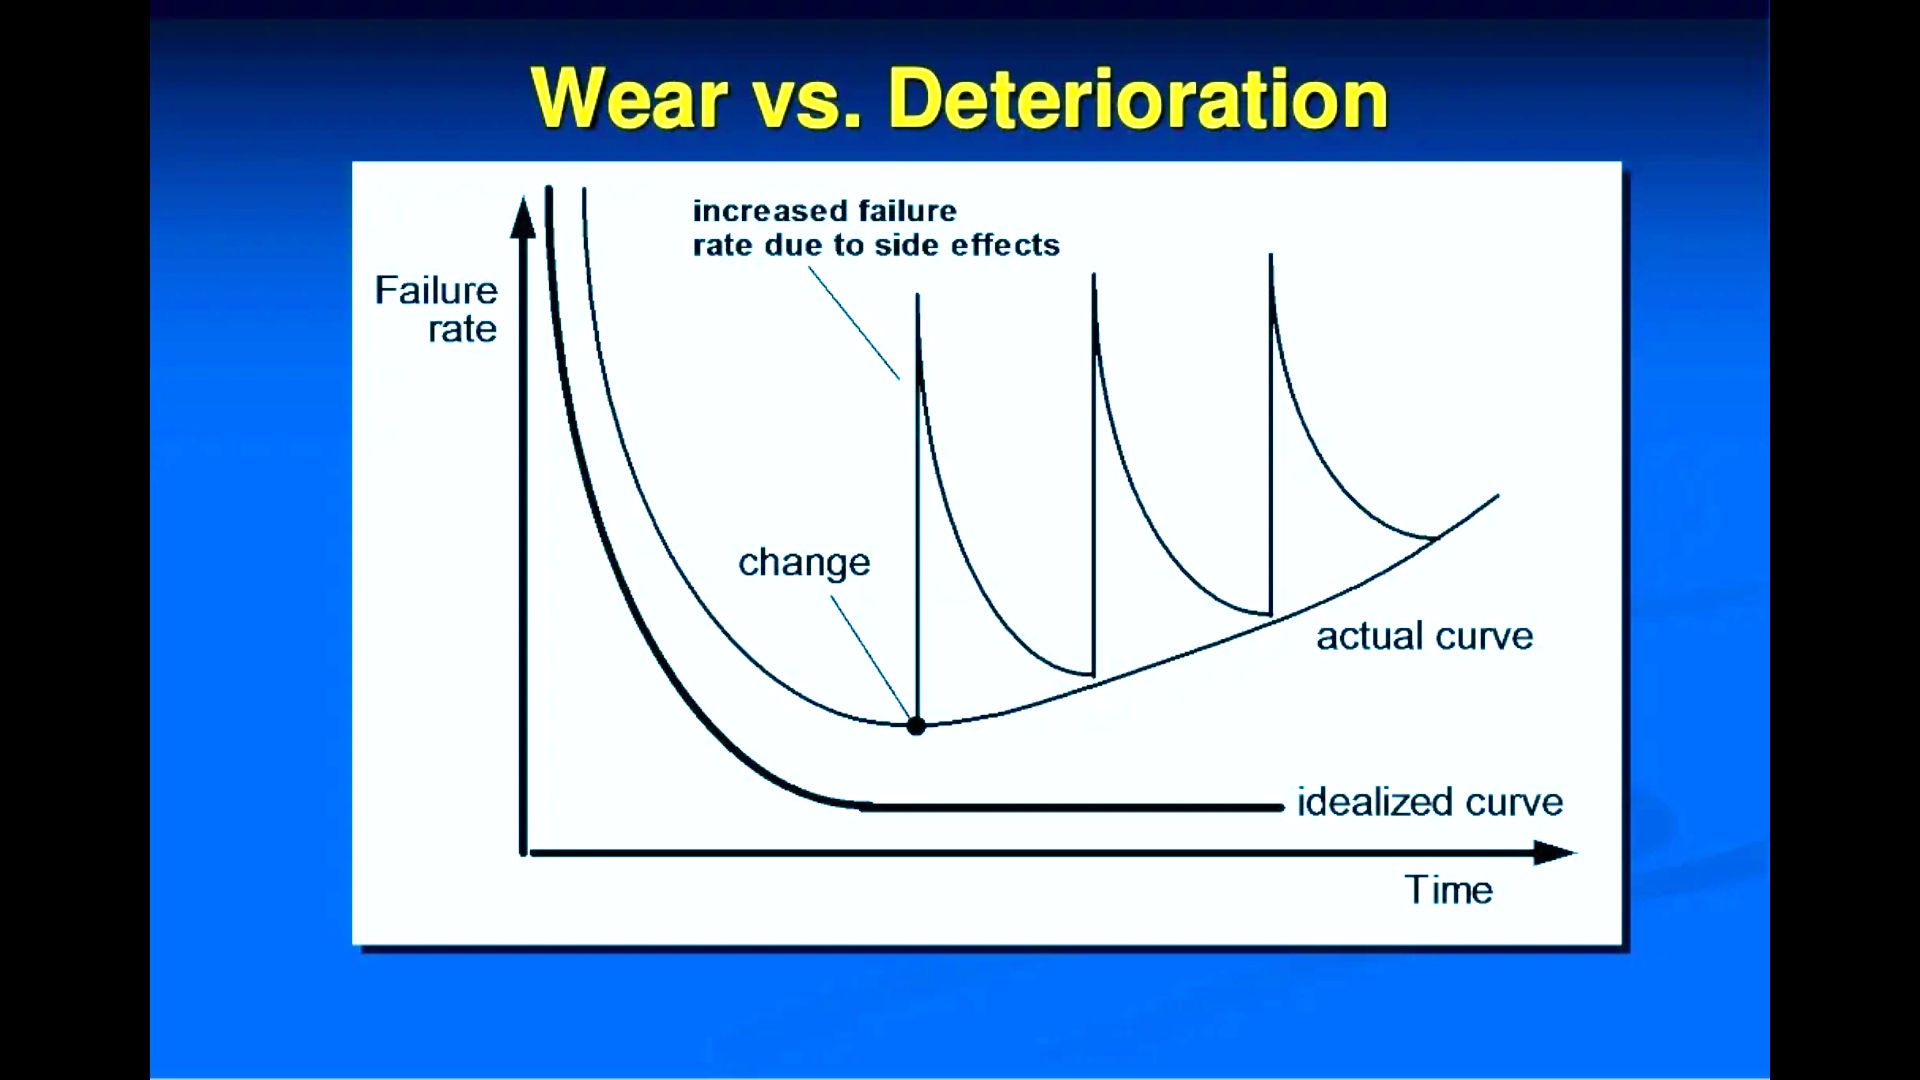 Wear vs. Deterioration
increased failure
rate due to side effects
Failure
rate
change
actual curve
idealized curve
Time